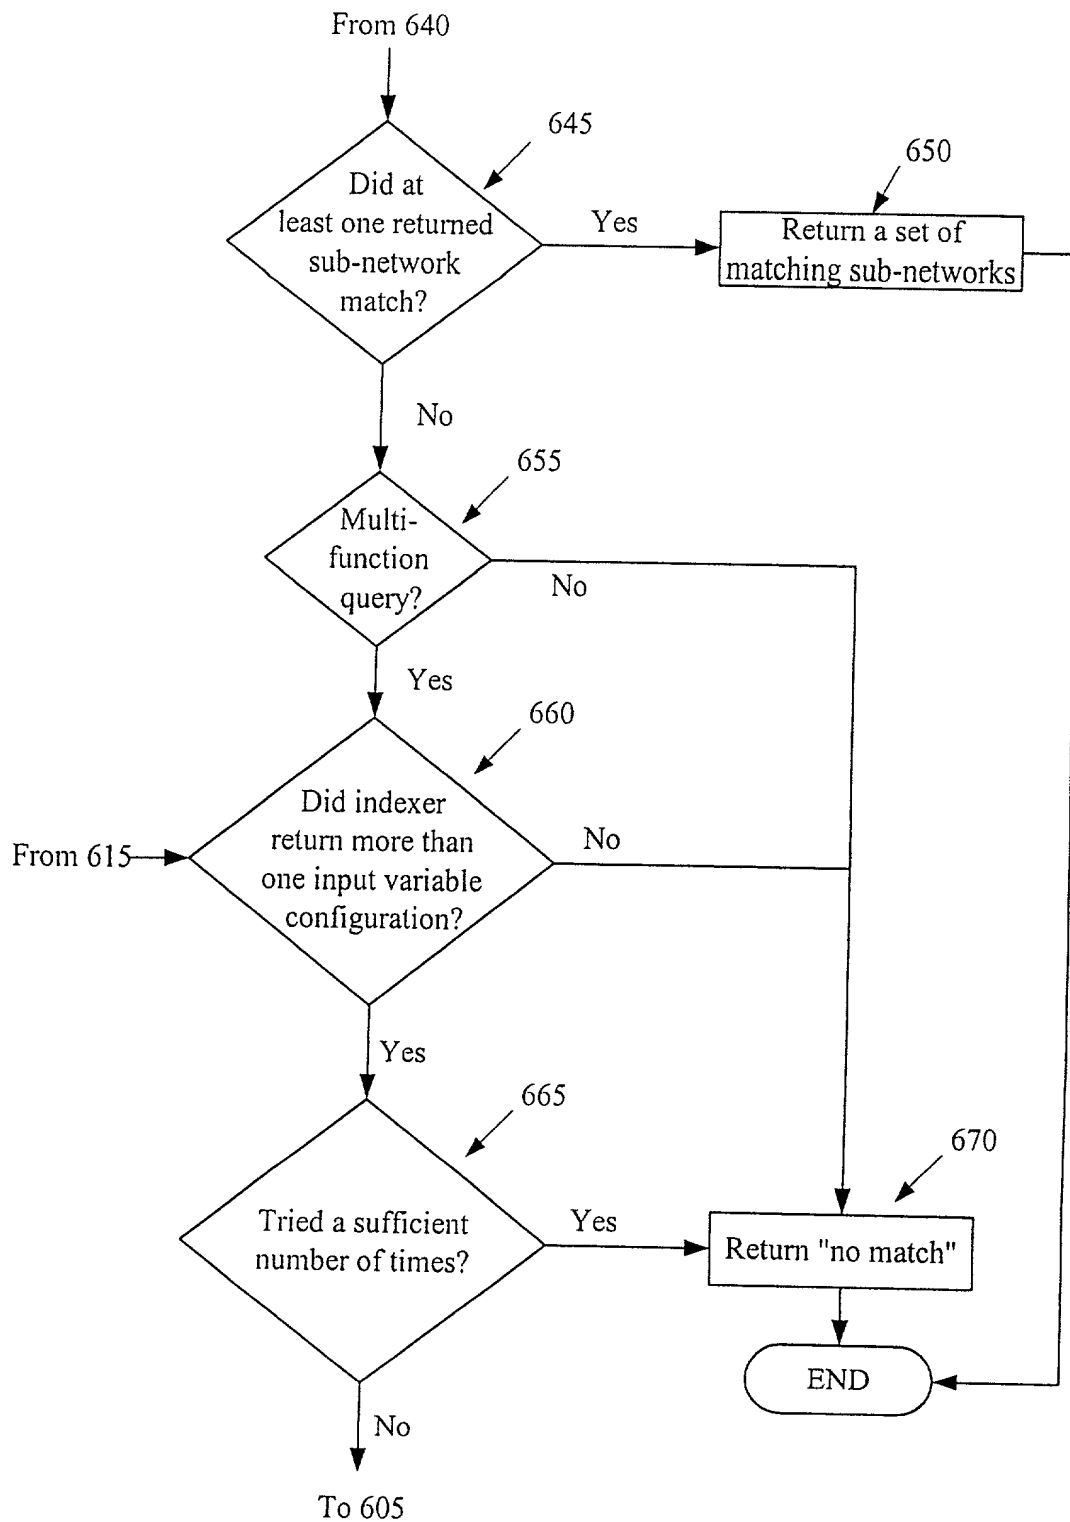 From 640
645
Did at
least one returned
sub-network
match?
Yes
650
Return a set of
matching sub-networks
No
655
Multi-
function
query?
No
Yes
660
Did indexer
return more than
one input variable
configuration?
No
From 615
Yes
665
Tried a sufficient
number of times?
Yes
670
Return "no match"
END
No
To 605